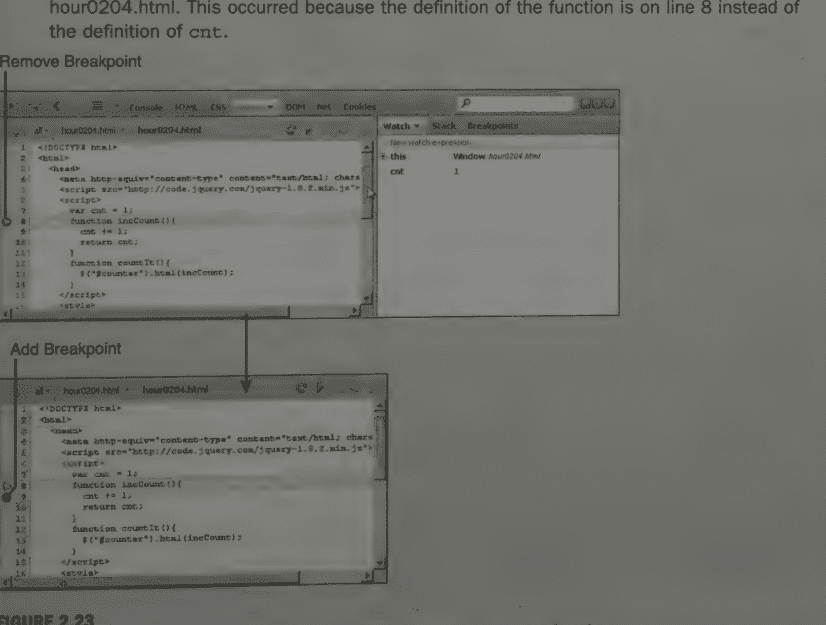 hour0204.html. This occurred because the definition of the function is on line 8 instead of
the definition of cnt.
Remove Breakpoint
Console HTML CSS DOM Net Cookies
all hour0204.html hour0204.html
Watch Stack Breakpoints
New watch expression
this Window hour0204.html
cnt 1
1 <!DOCTYPE html>
2 <html>
3 <head>
4 <meta http-equiv="content-type" content="text/html; chars
5 <script src="http://code.jquery.com/jquery-1.8.2.min.js">
6 <script>
7 var cnt = 1;
8 function incCount(){
9 cnt += 1;
10 return cnt;
11 }
12 function countIt(){
13 $("#counter").html(incCount);
14 }
15 </script>
<style>
Add Breakpoint
all hour0204.html hour0204.html
1 <!DOCTYPE html>
2 <html>
3 <head>
4 <meta http-equiv="content-type" content="text/html; chars
5 <script src="http://code.jquery.com/jquery-1.8.2.min.js">
6 <script>
7 var cnt = 1;
8 function incCount(){
9 cnt += 1;
10 return cnt;
11 }
12 function countIt(){
13 $("#counter").html(incCount);
14 }
15 </script>
16 <style>
FIGURE 2.23